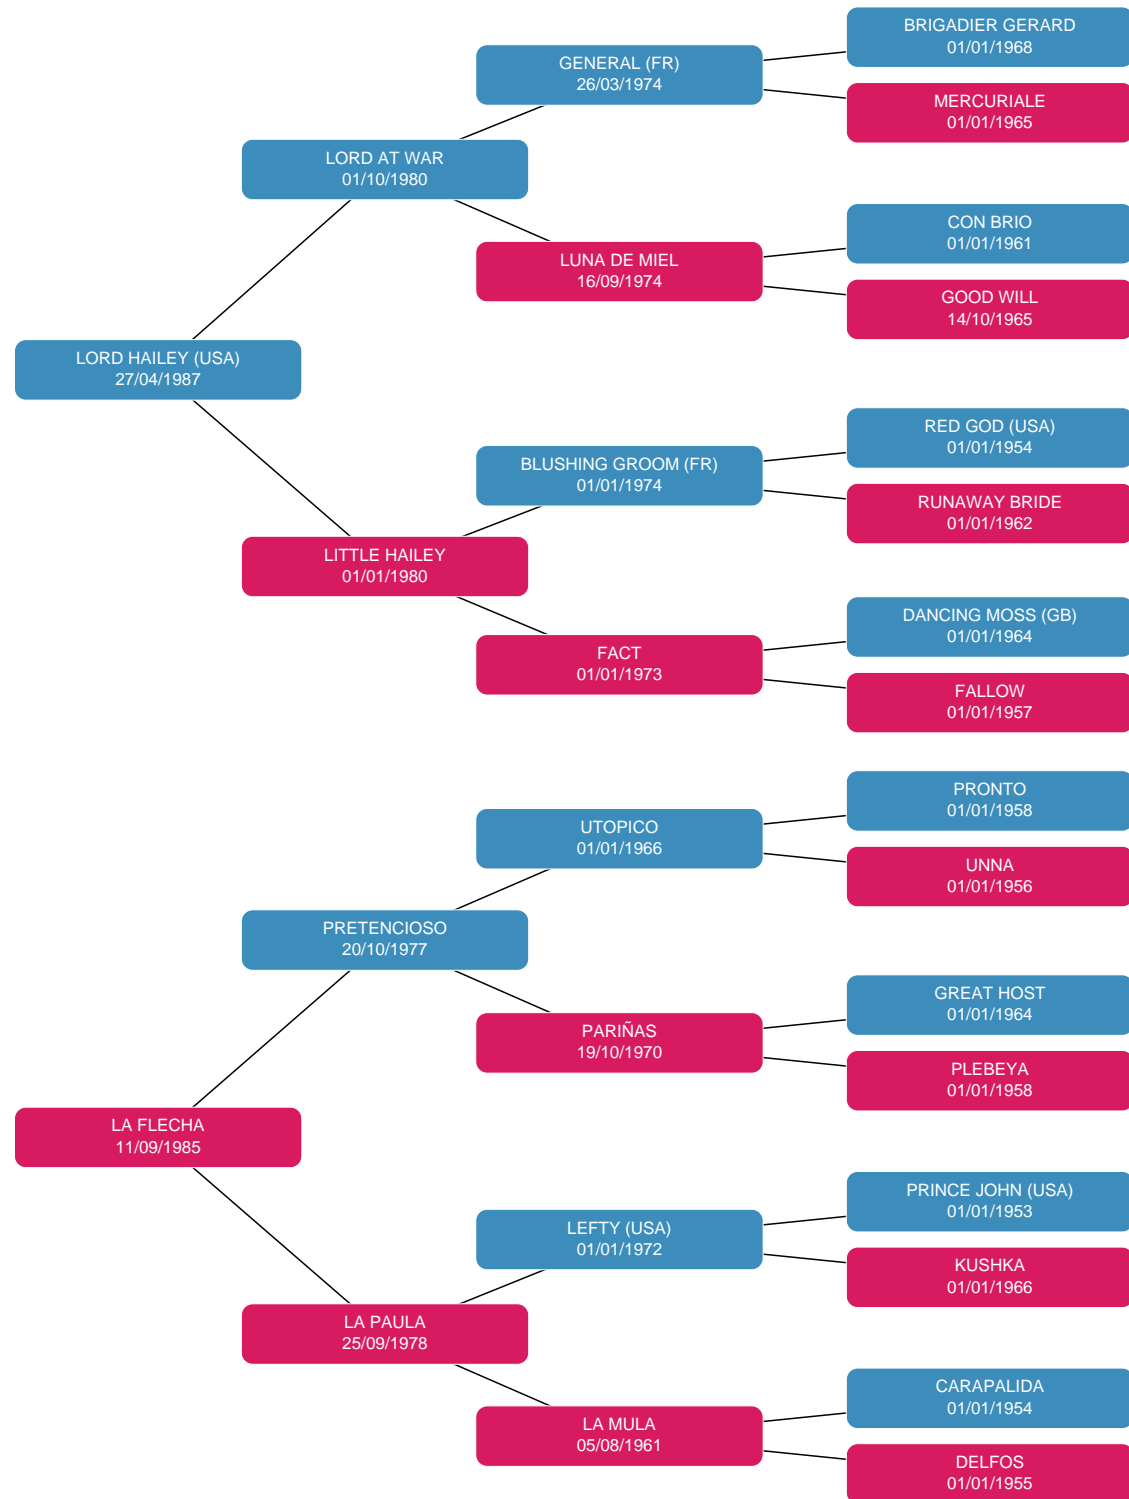 BRIGADIER GERARD
01/01/1968
GENERAL (FR)
26/03/1974
MERCURIALE
01/01/1965
LORD AT WAR
01/10/1980
CON BRIO
01/01/1961
LUNA DE MIEL
16/09/1974
GOOD WILL
14/10/1965
LORD HAILEY (USA)
27/04/1987
RED GOD (USA)
01/01/1954
BLUSHING GROOM (FR)
01/01/1974
RUNAWAY BRIDE
01/01/1962
LITTLE HAILEY
01/01/1980
DANCING MOSS (GB)
01/01/1964
FACT
01/01/1973
FALLOW
01/01/1957
PRONTO
01/01/1958
UTOPICO
01/01/1966
UNNA
01/01/1956
PRETENCIOSO
20/10/1977
GREAT HOST
01/01/1964
PARIÑAS
19/10/1970
PLEBEYA
01/01/1958
LA FLECHA
11/09/1985
PRINCE JOHN (USA)
01/01/1953
LEFTY (USA)
01/01/1972
KUSHKA
01/01/1966
LA PAULA
25/09/1978
CARAPALIDA
01/01/1954
LA MULA
05/08/1961
DELFOS
01/01/1955